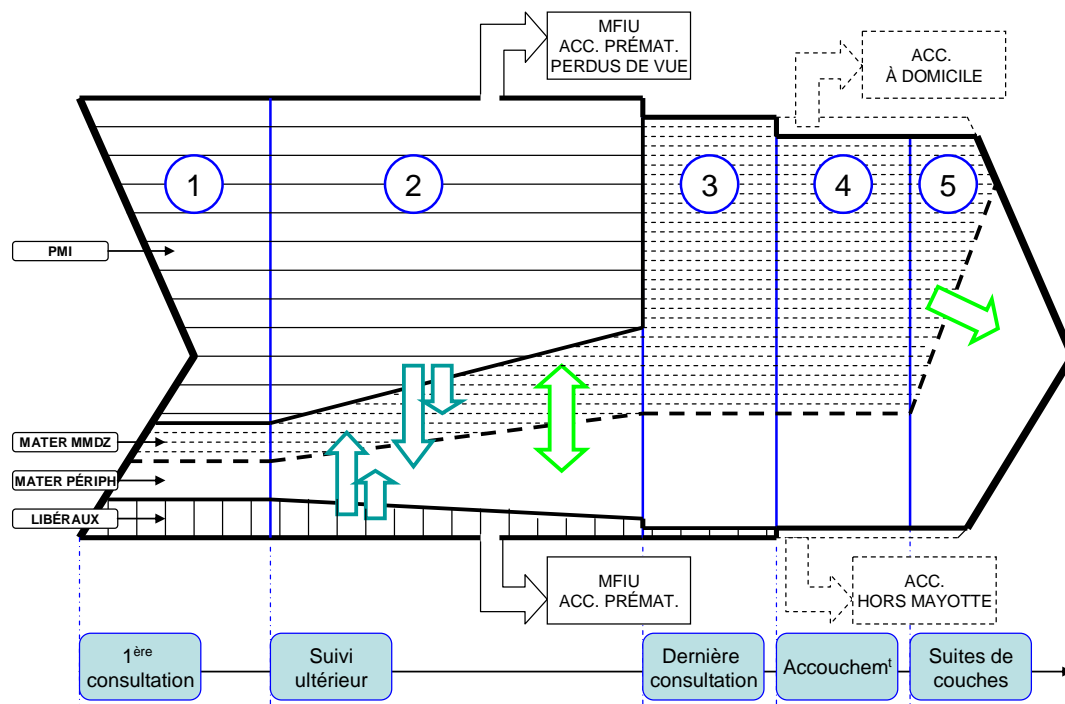 MFIU
ACC. PRÉMAT.
PERDUS DE VUE
ACC.
À DOMICILE
1
2
3
4
5
PMI
MATER MMDZ
MATER PÉRIPH
LIBÉRAUX
MFIU
ACC. PRÉMAT.
ACC.
HORS MAYOTTE
1ère
consultation
Suivi
ultérieur
Dernière
consultation
Accouchemt
Suites de
couches